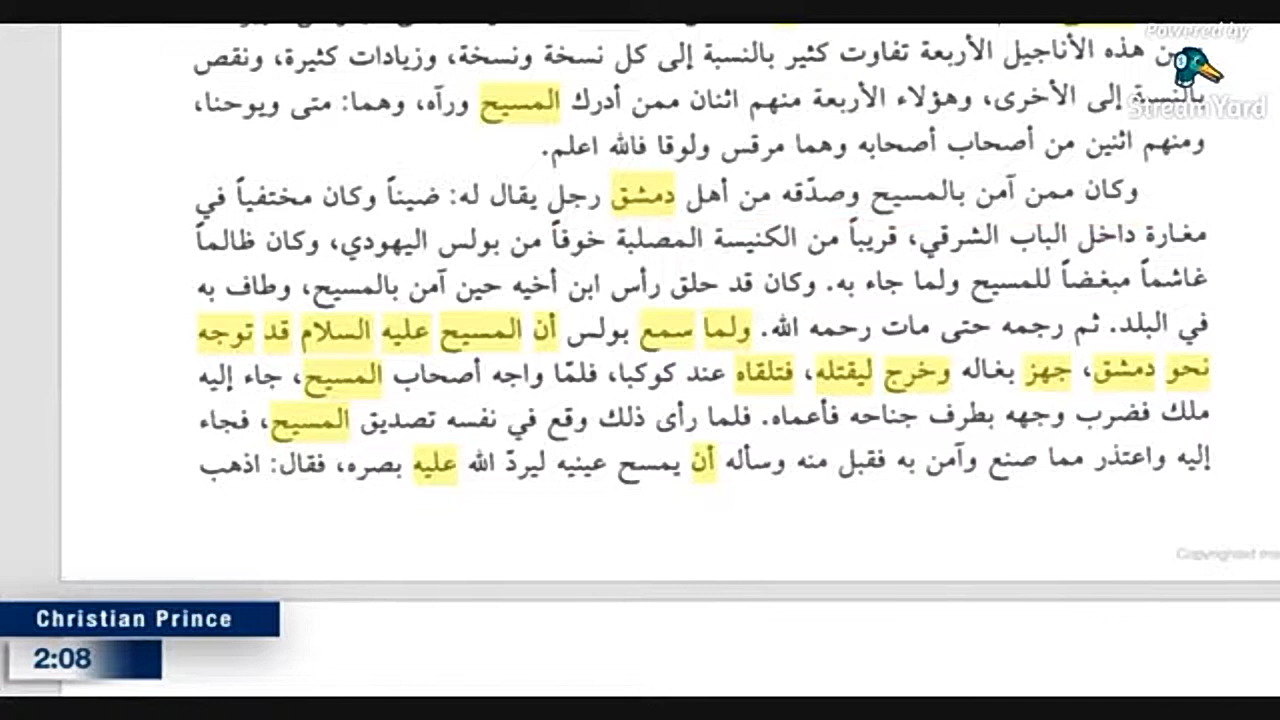 Powered by
StreamYard
ن هذه الأناجيل الأربعة تفاوت كثير بالنسبة إلى كل نسخة ونسخة، وزيادات كثيرة، ونقص
بالنسبة إلى الأخرى، وهؤلاء الأربعة منهم اثنان ممن أدرك المسيح ورآه، وهما: متى ويوحنا،
ومنهم اثنين من أصحاب أصحابه وهما مرقس ولوقا فالله اعلم.
وكان ممن آمن بالمسيح وصدّقه من أهل دمشق رجل يقال له: ضيناً وكان مختفياً في
مغارة داخل الباب الشرقي، قريباً من الكنيسة المصلبة خوفاً من بولس اليهودي، وكان ظالماً
غاشماً مبغضاً للمسيح ولما جاء به. وكان قد حلق رأس ابن أخيه حين آمن بالمسيح، وطاف به
في البلد. ثم رجمه حتى مات رحمه الله. ولما سمع بولس أن المسيح عليه السلام قد توجه
نحو دمشق، جهز بغاله وخرج ليقتله، فتلقاه عند كوكبا، فلمّا واجه أصحاب المسيح، جاء إليه
ملك فضرب وجهه بطرف جناحه فأعماه. فلما رأى ذلك وقع في نفسه تصديق المسيح، فجاء
إليه واعتذر مما صنع وآمن به فقبل منه وسأله أن يمسح عينيه ليردّ الله عليه بصره، فقال: اذهب
Christian Prince
2:08